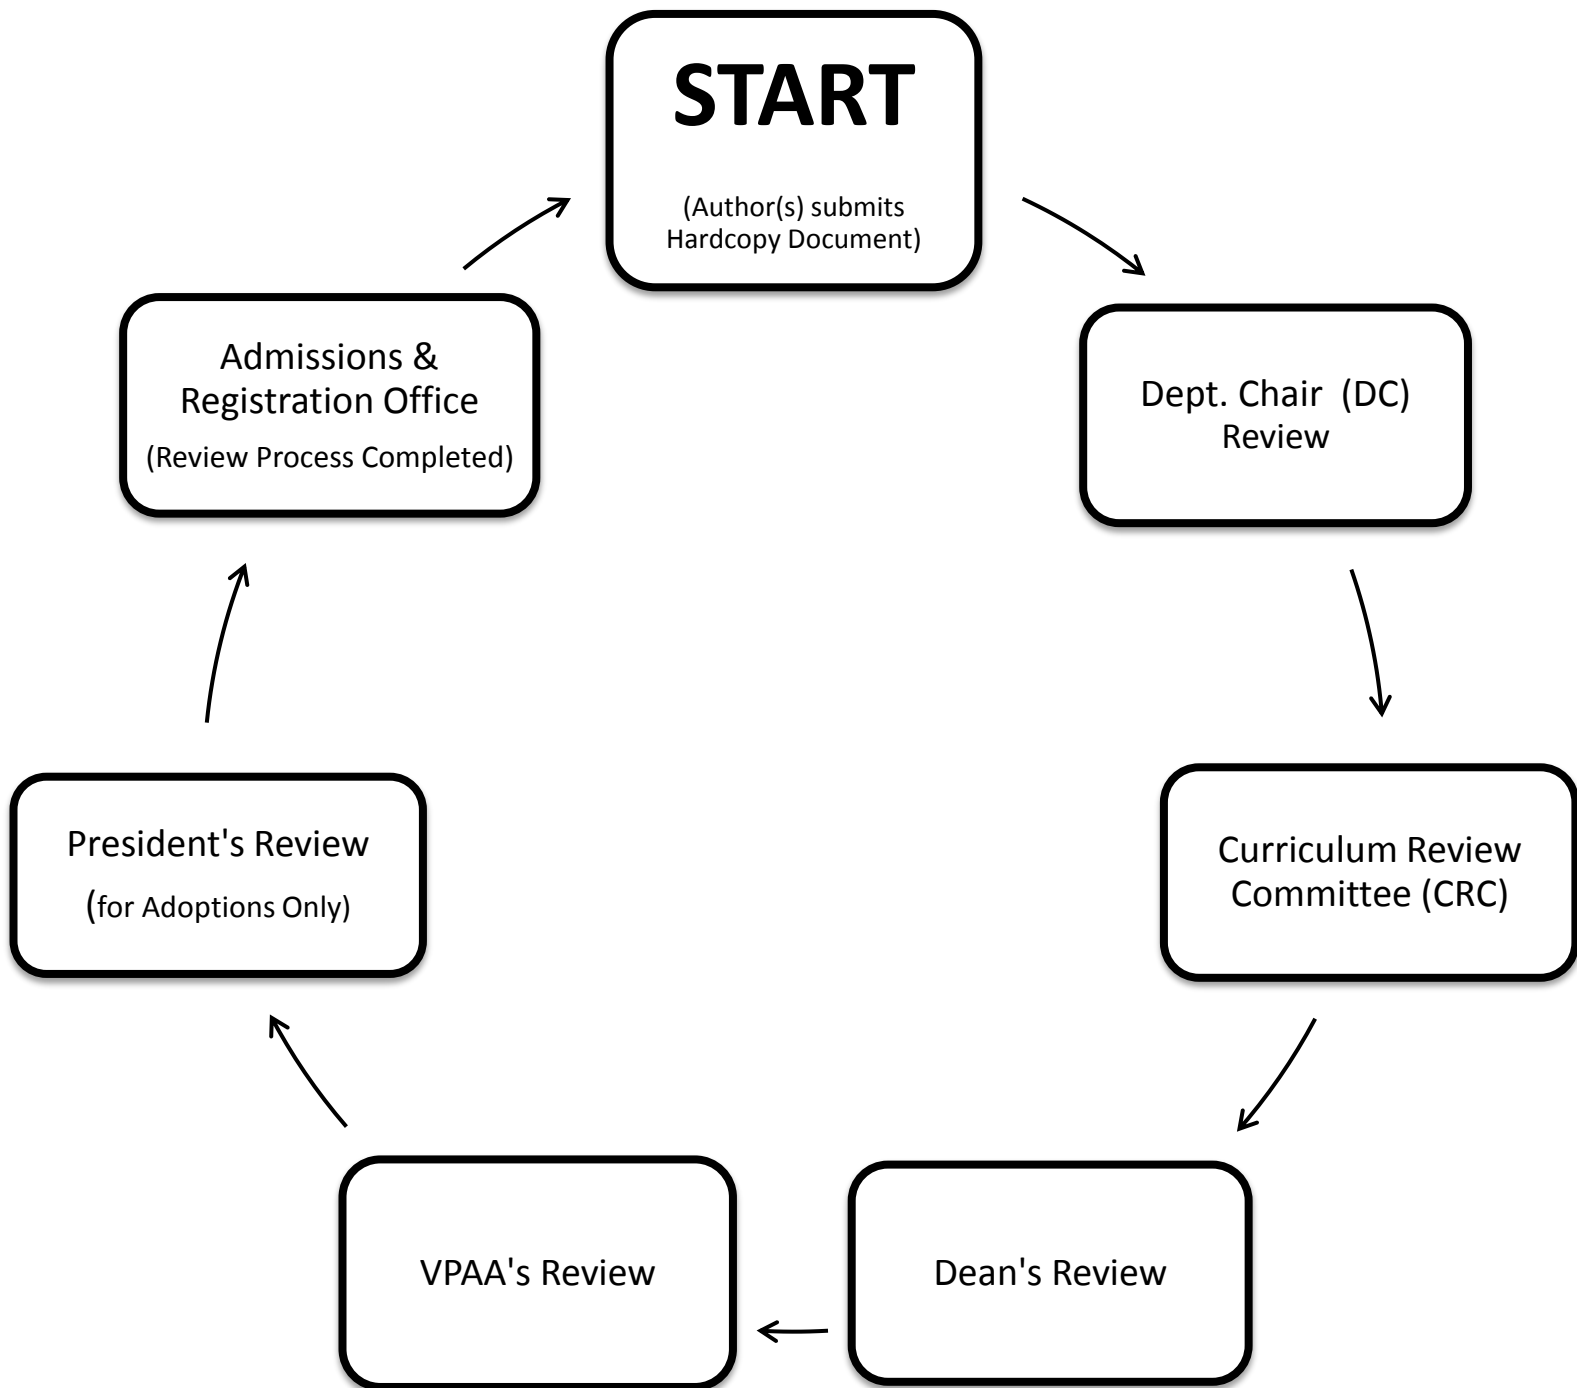 START
(Author(s) submits
Hardcopy Document)
Dept. Chair  (DC)
Review
Curriculum Review
Committee (CRC)
Dean's Review
VPAA's Review
President's Review
(for Adoptions Only)
Admissions &
Registration Office
(Review Process Completed)